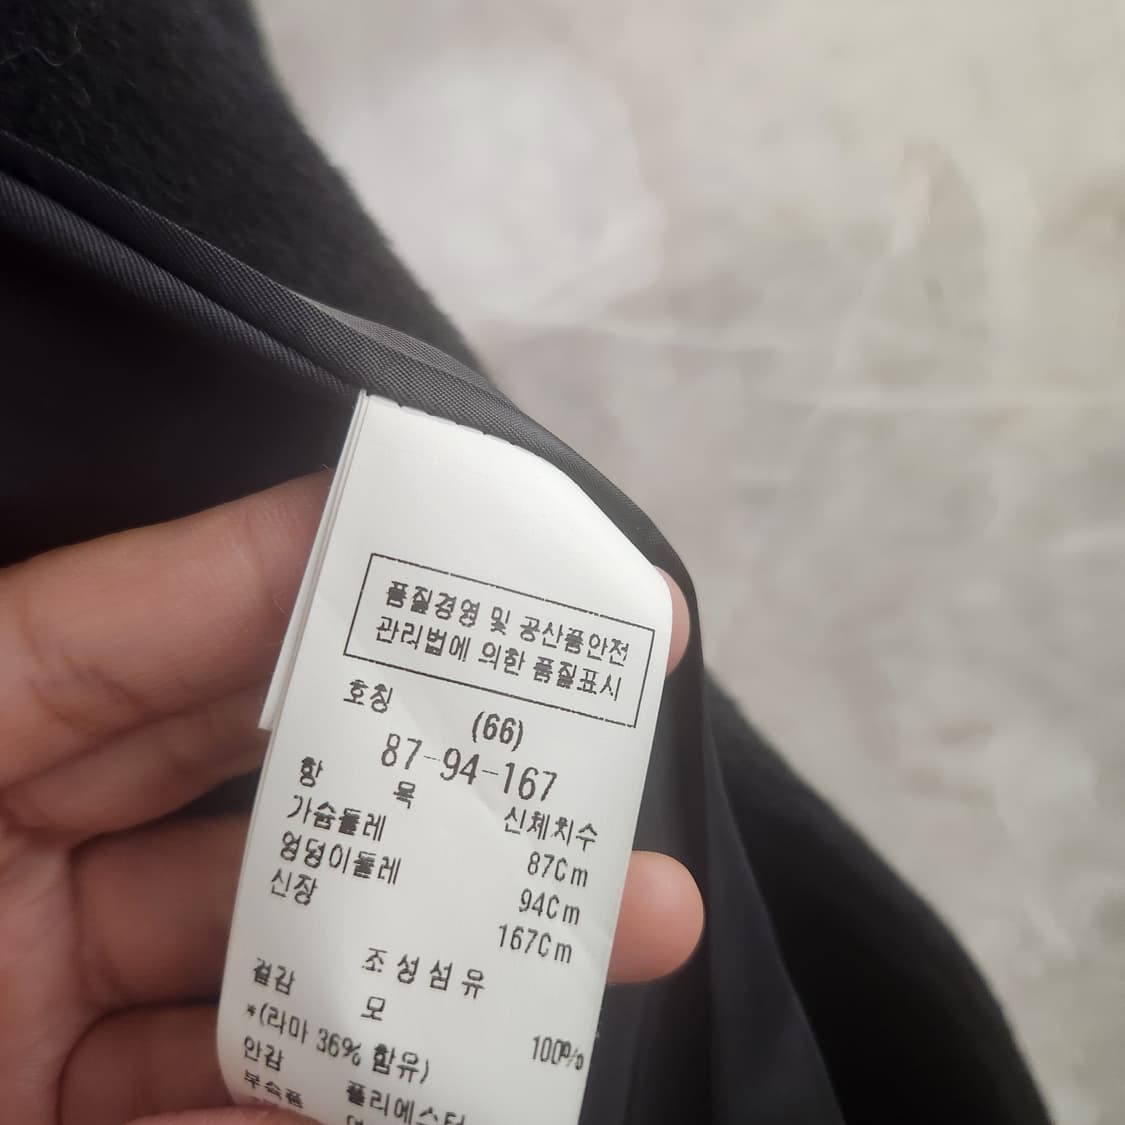 품질경영 및 공산품안전
관리법에 의한 품질표시
호칭 (66)
87-94-167
항 목 신체치수
가슴둘레 87Cm
엉덩이둘레 94Cm
신장 167Cm
조성섬유
겉감 모 100%
*(라마 36% 함유)
안감 폴리에스터
부속품